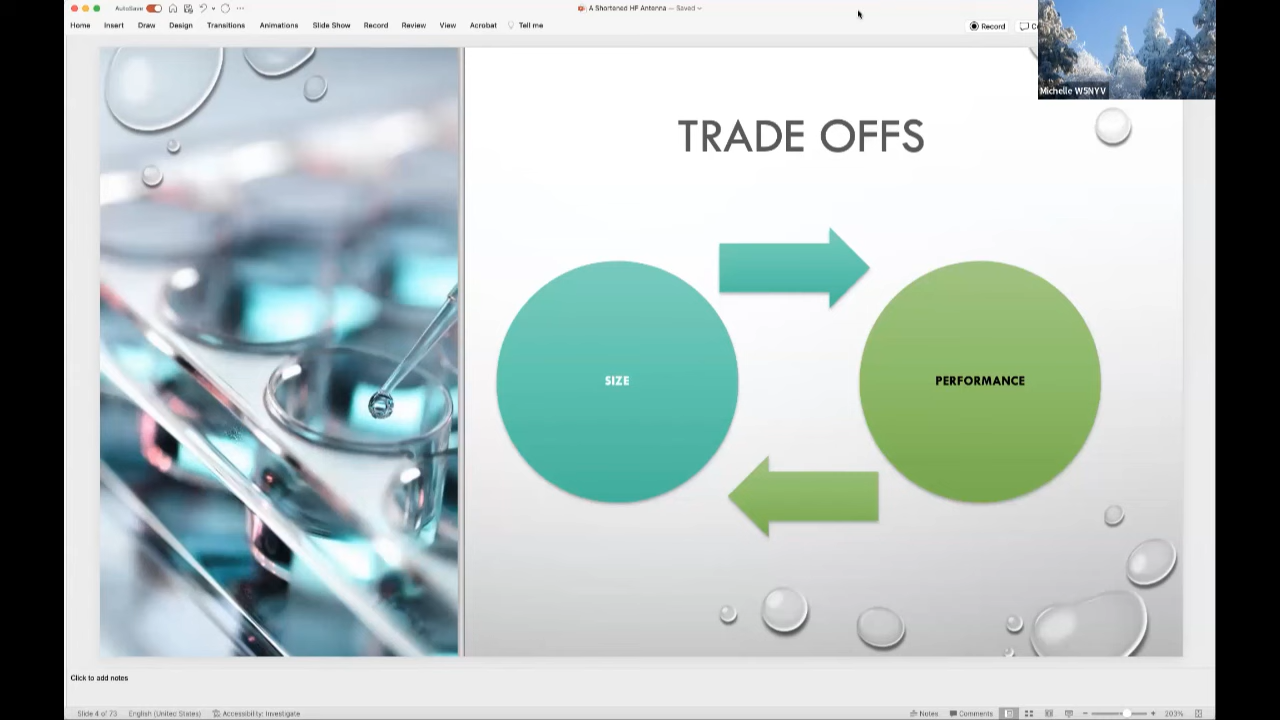 AutoSave
A Shortened HF Antenna — Saved
Home Insert Draw Design Transitions Animations Slide Show Record Review View Acrobat Tell me
Record
Michelle W5NYV
TRADE OFFS
SIZE
PERFORMANCE
Click to add notes
Slide 4 of 73 English (United States) Accessibility: Investigate
Notes Comments 203%